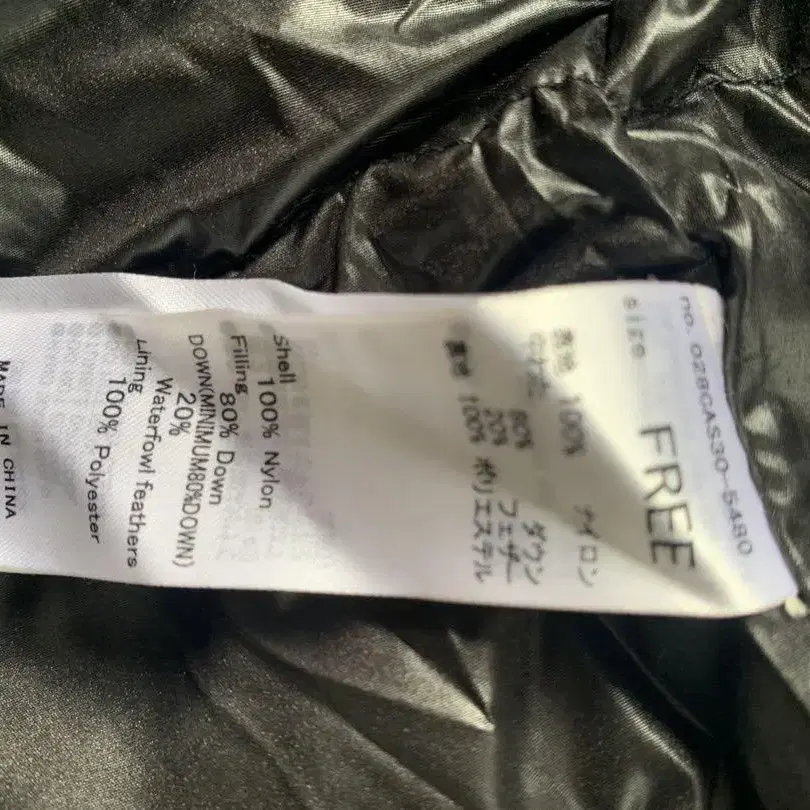 no. 028GAS30-5480
size FREE
表地 100% ナイロン
中わた 80% ダウン
20% フェザー
裏地 100% ポリエステル
Shell
100% Nylon
Filling
80% Down
DOWN(MINIMUM80%DOWN)
20%
Waterfowl feathers
Lining
100% Polyester
MADE IN CHINA